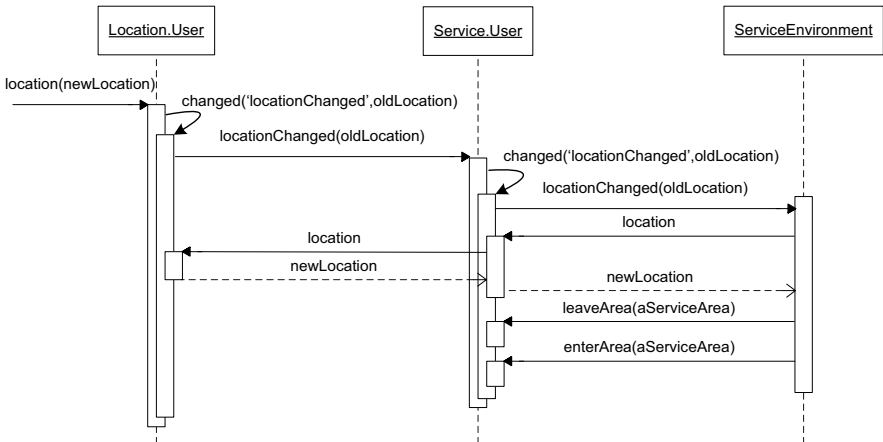 Location.User
Service.User
ServiceEnvironment
location(newLocation)
changed(‘locationChanged’,oldLocation)
locationChanged(oldLocation)
changed(‘locationChanged’,oldLocation)
locationChanged(oldLocation)
location
location
newLocation
newLocation
leaveArea(aServiceArea)
enterArea(aServiceArea)